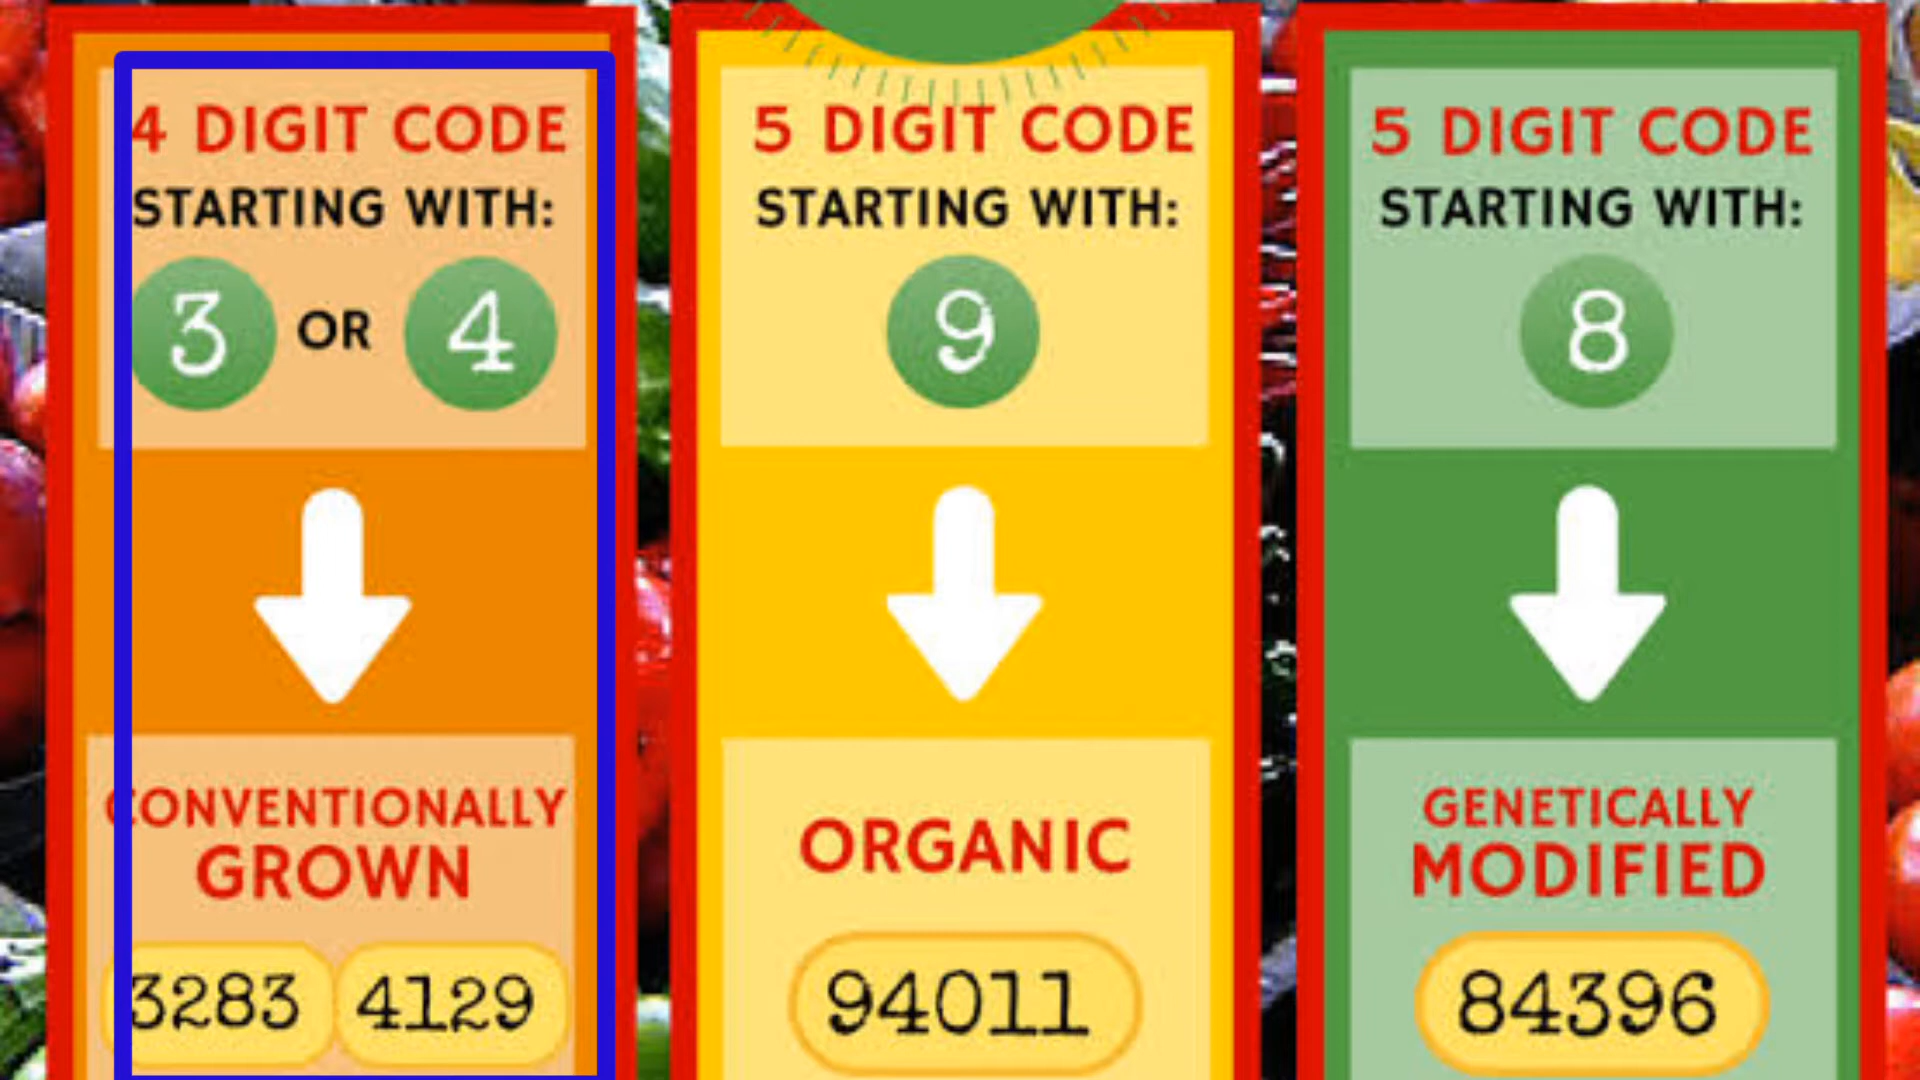 4 DIGIT CODE
STARTING WITH:
3 OR 4
CONVENTIONALLY
GROWN
3283 4129
5 DIGIT CODE
STARTING WITH:
9
ORGANIC
94011
5 DIGIT CODE
STARTING WITH:
8
GENETICALLY
MODIFIED
84396